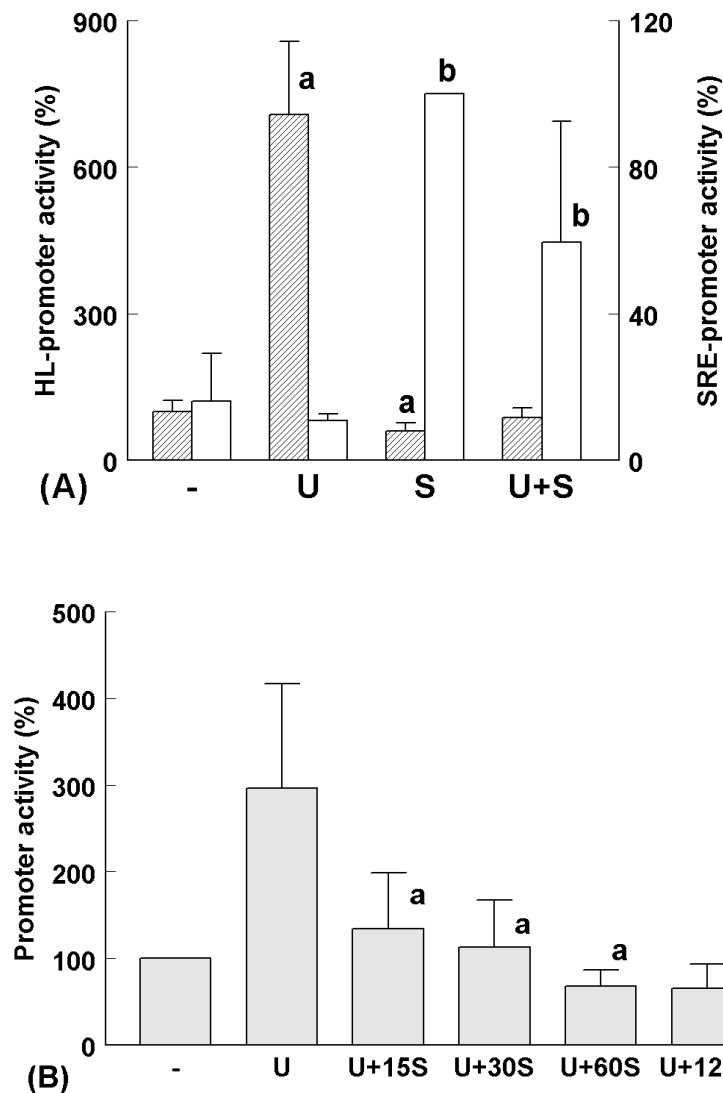 900
600
300
0
HL-promoter activity (%)
120
80
40
0
SRE-promoter activity (%)
a
b
a
b
- U S U+S
(A)
500
400
300
200
100
0
Promoter activity (%)
a
a
a
- U U+15S U+30S U+60S U+12
(B)